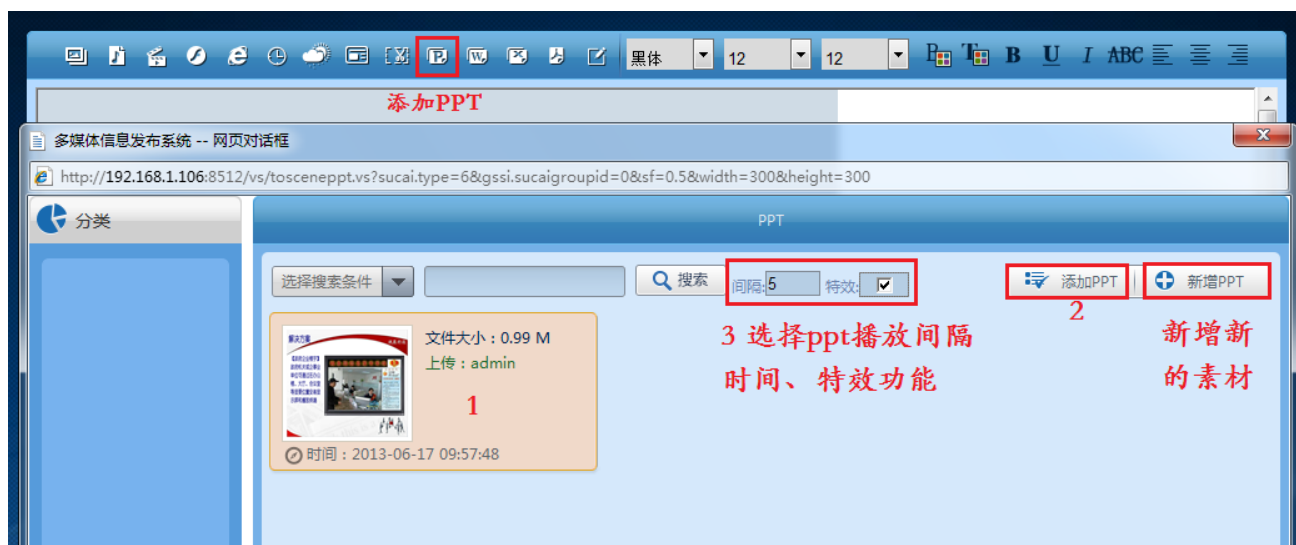 黑体 12 12 B U I ABC
添加PPT
多媒体信息发布系统 -- 网页对话框
http://192.168.1.106:8512/vs/tosceneppt.vs?sucai.type=6&gssi.sucaigroupid=0&sf=0.5&width=300&height=300
分类
PPT
选择搜索条件 搜索 间隔:5 特效: 添加PPT 新增PPT
2
文件大小：0.99 M
上传：admin
1
时间：2013-06-17 09:57:48
3 选择ppt播放间隔
时间、特效功能
新增新
的素材
解决方案